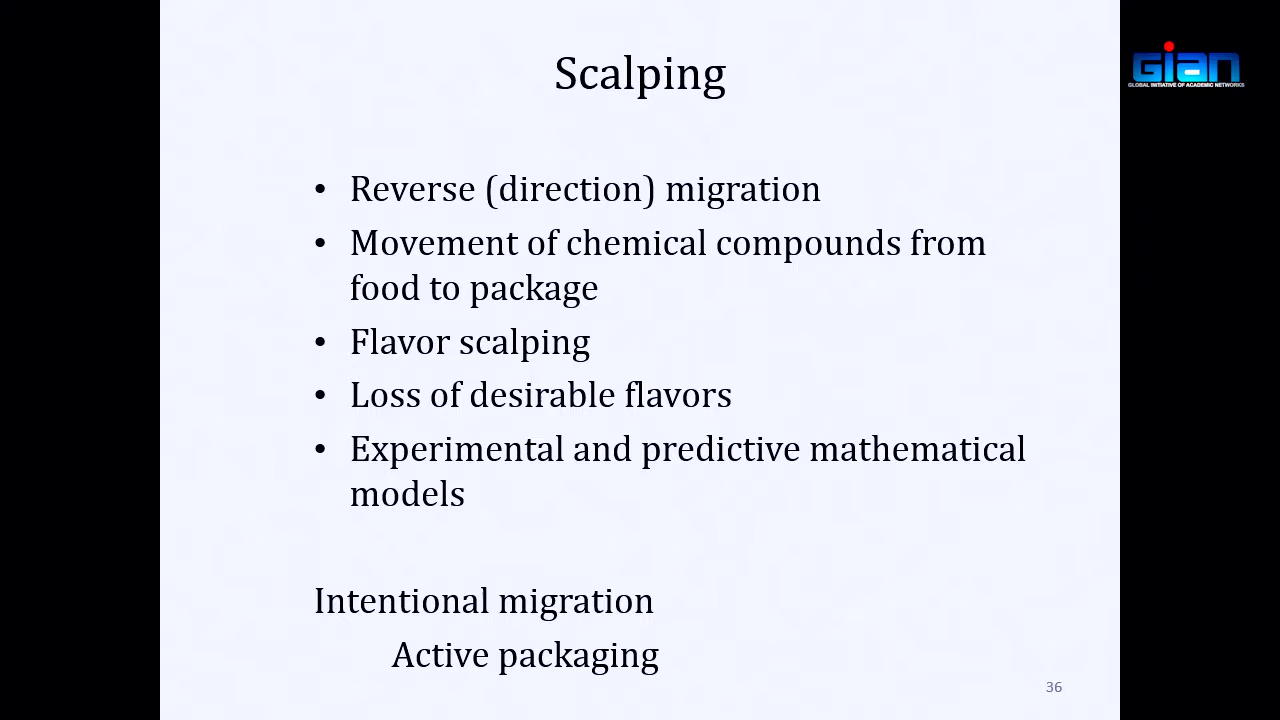 Scalping
GIAN
GLOBAL INITIATIVE OF ACADEMIC NETWORKS
• Reverse (direction) migration
• Movement of chemical compounds from
food to package
• Flavor scalping
• Loss of desirable flavors
• Experimental and predictive mathematical
models
Intentional migration
Active packaging
36